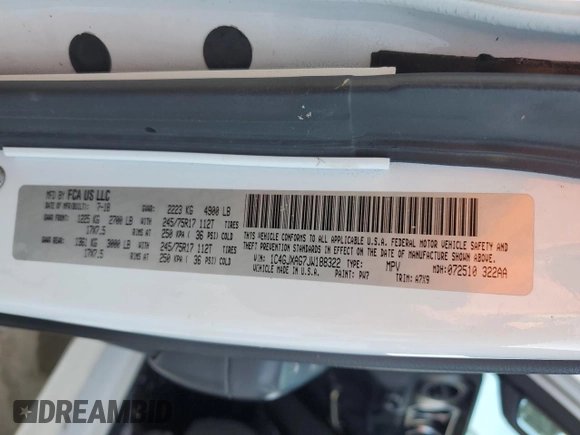 MFD BY FCA US LLC
DATE OF MFR(BUILT): 7-18 GVWR: 2223 KG 4900 LB
GAWR FRONT: 1225 KG 2700 LB WITH 245/75R17 112T TIRES
17X7.5 RIMS AT 250 KPA ( 36 PSI) COLD
GAWR REAR: 1361 KG 3000 LB WITH 245/75R17 112T TIRES
17X7.5 RIMS AT 250 KPA ( 36 PSI) COLD
THIS VEHICLE CONFORMS TO ALL APPLICABLE U.S.A. FEDERAL MOTOR VEHICLE SAFETY AND
THEFT PREVENTION STANDARDS IN EFFECT ON THE DATE OF MANUFACTURE SHOWN ABOVE.
VEHICLE MADE IN U.S.A. MDH: 072510 322AA
VIN: 1C4GJXAG7JW188322 TYPE: MPV
PAINT: PW7 TRIM: A7X9
DREAMBID